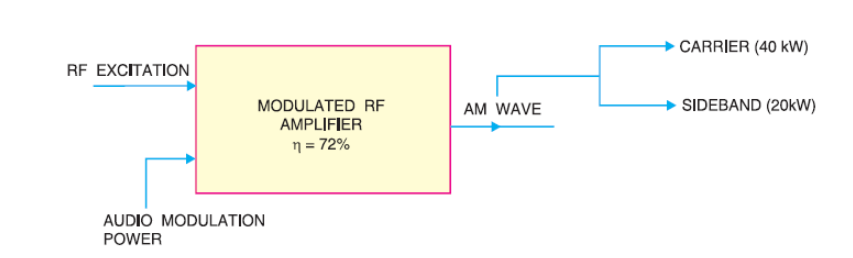 RF EXCITATION
MODULATED RF
AMPLIFIER
η = 72%
AUDIO MODULATION
POWER
AM WAVE
CARRIER (40 kW)
SIDEBAND (20kW)